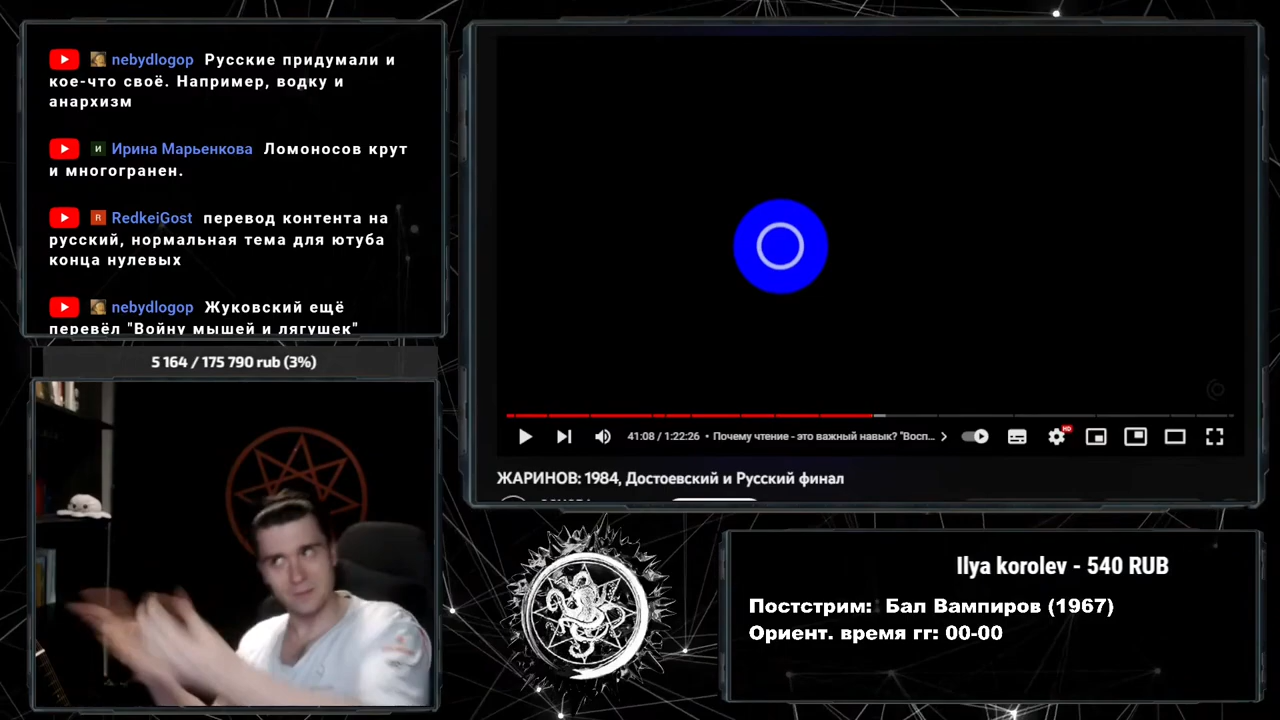 nebydlogop Русские придумали и
кое-что своё. Например, водку и
анархизм
И Ирина Марьенкова Ломоносов крут
и многогранен.
R RedkeiGost перевод контента на
русский, нормальная тема для ютуба
конца нулевых
nebydlogop Жуковский ещё
перевёл "Войну мышей и лягушек"
5 164 / 175 790 rub (3%)
41:08 / 1:22:26 • Почему чтение - это важный навык? "Восп...
HD
ЖАРИНОВ: 1984, Достоевский и Русский финал
Ilya korolev - 540 RUB
Постстрим: Бал Вампиров (1967)
Ориент. время гг: 00-00